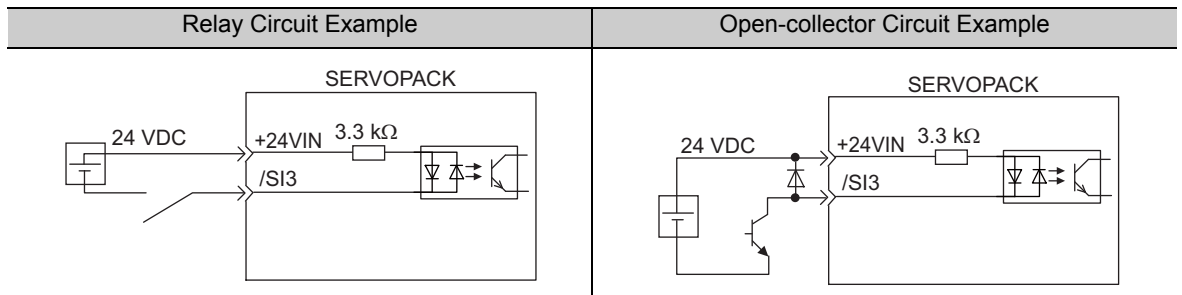 Relay Circuit Example
Open-collector Circuit Example
SERVOPACK
24 VDC
+24VIN
3.3 kΩ
/SI3
SERVOPACK
24 VDC
+24VIN
3.3 kΩ
/SI3